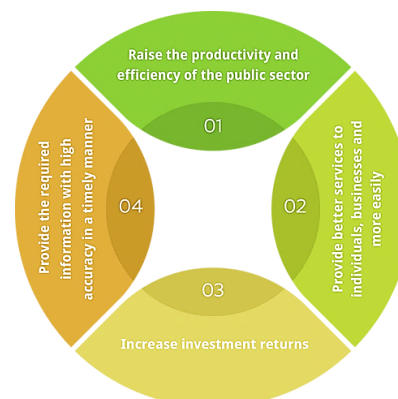 Raise the productivity and
efficiency of the public sector
01
Provide better services to
individuals, businesses and
more easily
02
03
Increase investment returns
04
Provide the required
information with high
accuracy in a timely manner